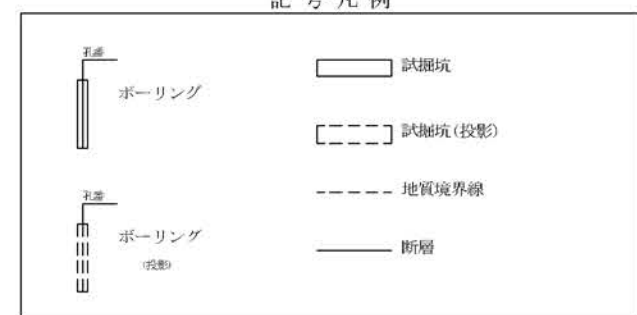 記号凡例
孔番
ボーリング
試掘坑
試掘坑(投影)
孔番
ボーリング
(投影)
地質境界線
断層